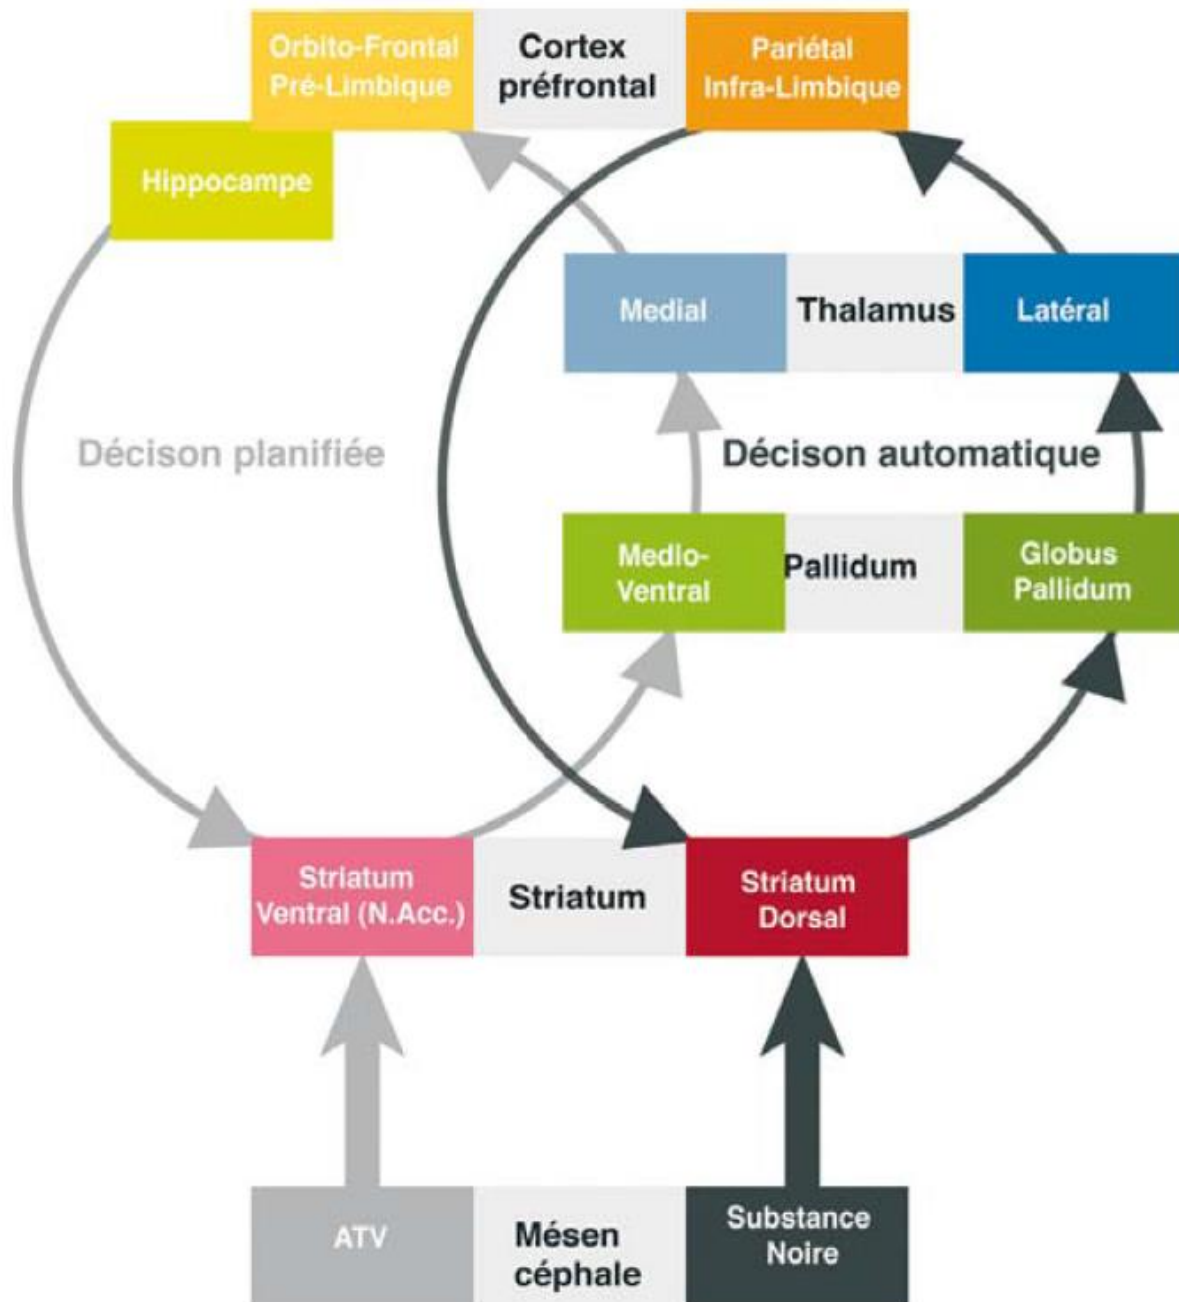 Orbito-Frontal
Pré-Limbique
Cortex
préfrontal
Pariétal
Infra-Limbique
Hippocampe
Medial
Thalamus
Latéral
Décison planifiée
Décison automatique
Medio-
Ventral
Pallidum
Globus
Pallidum
Striatum
Ventral (N.Acc.)
Striatum
Striatum
Dorsal
ATV
Mésen
céphale
Substance
Noire